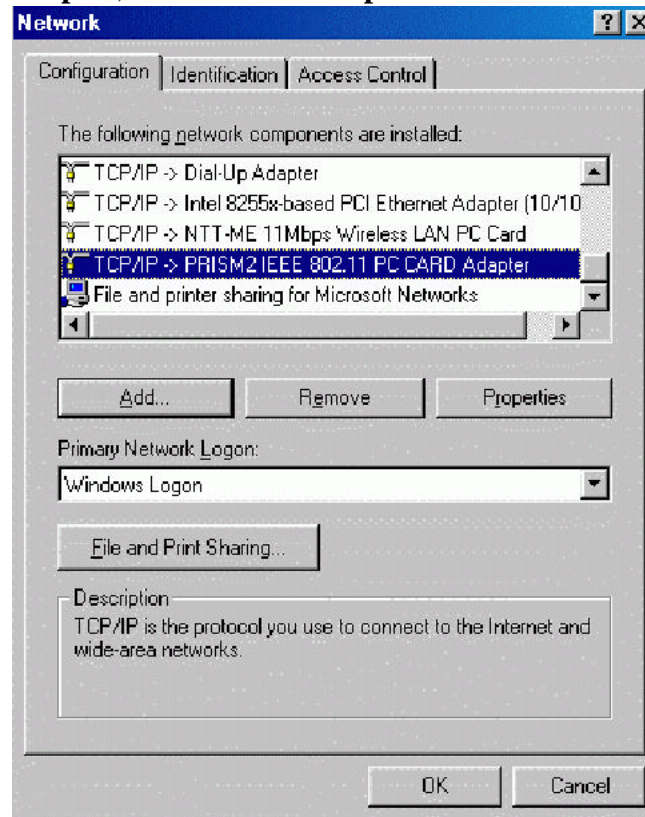 Network
Configuration Identification Access Control
The following network components are installed:
TCP/IP -> Dial-Up Adapter
TCP/IP -> Intel 8255x-based PCI Ethernet Adapter (10/10
TCP/IP -> NTT-ME 11Mbps Wireless LAN PC Card
TCP/IP -> PRISM2 IEEE 802.11 PC CARD Adapter
File and printer sharing for Microsoft Networks
Add... Remove Properties
Primary Network Logon:
Windows Logon
File and Print Sharing...
Description
TCP/IP is the protocol you use to connect to the Internet and
wide-area networks.
OK Cancel